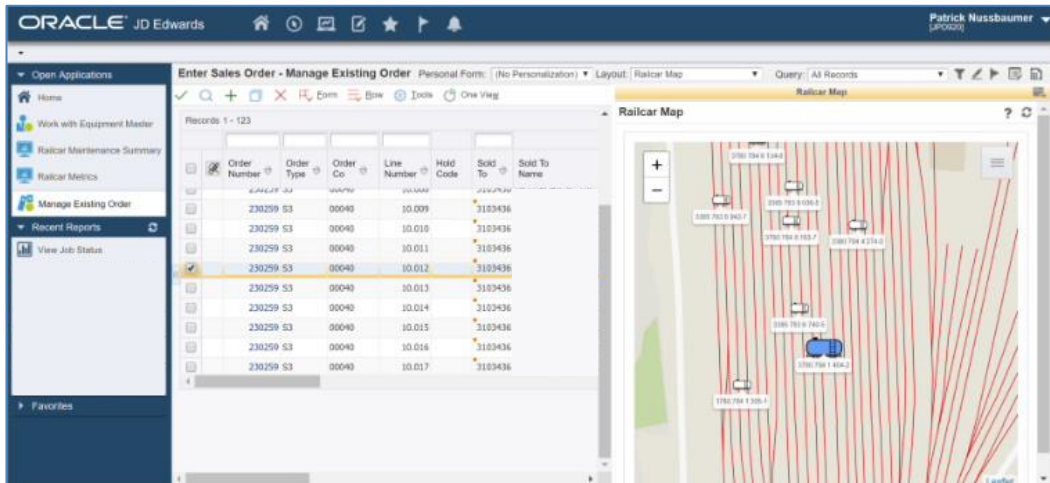 ORACLE JD Edwards
Patrick Nussbaumer
[JPD920]
Open Applications
Home
Work with Equipment Master
Railcar Maintenance Summary
Railcar Metrics
Manage Existing Order
Recent Reports
View Job Status
Favorites
Enter Sales Order - Manage Existing Order Personal Form: (No Personalization) Layout: Railcar Map Query: All Records
Form Row Tools One View
Railcar Map
Records 1 - 123
Order Number Order Type Order Co Line Number Hold Code Sold To Sold To Name
230259 S3 00040 10.009 3103436
230259 S3 00040 10.010 3103436
230259 S3 00040 10.011 3103436
230259 S3 00040 10.012 3103436
230259 S3 00040 10.013 3103436
230259 S3 00040 10.014 3103436
230259 S3 00040 10.015 3103436
230259 S3 00040 10.016 3103436
230259 S3 00040 10.017 3103436
Railcar Map
+
−
3780 784 1 404-2
Leaflet